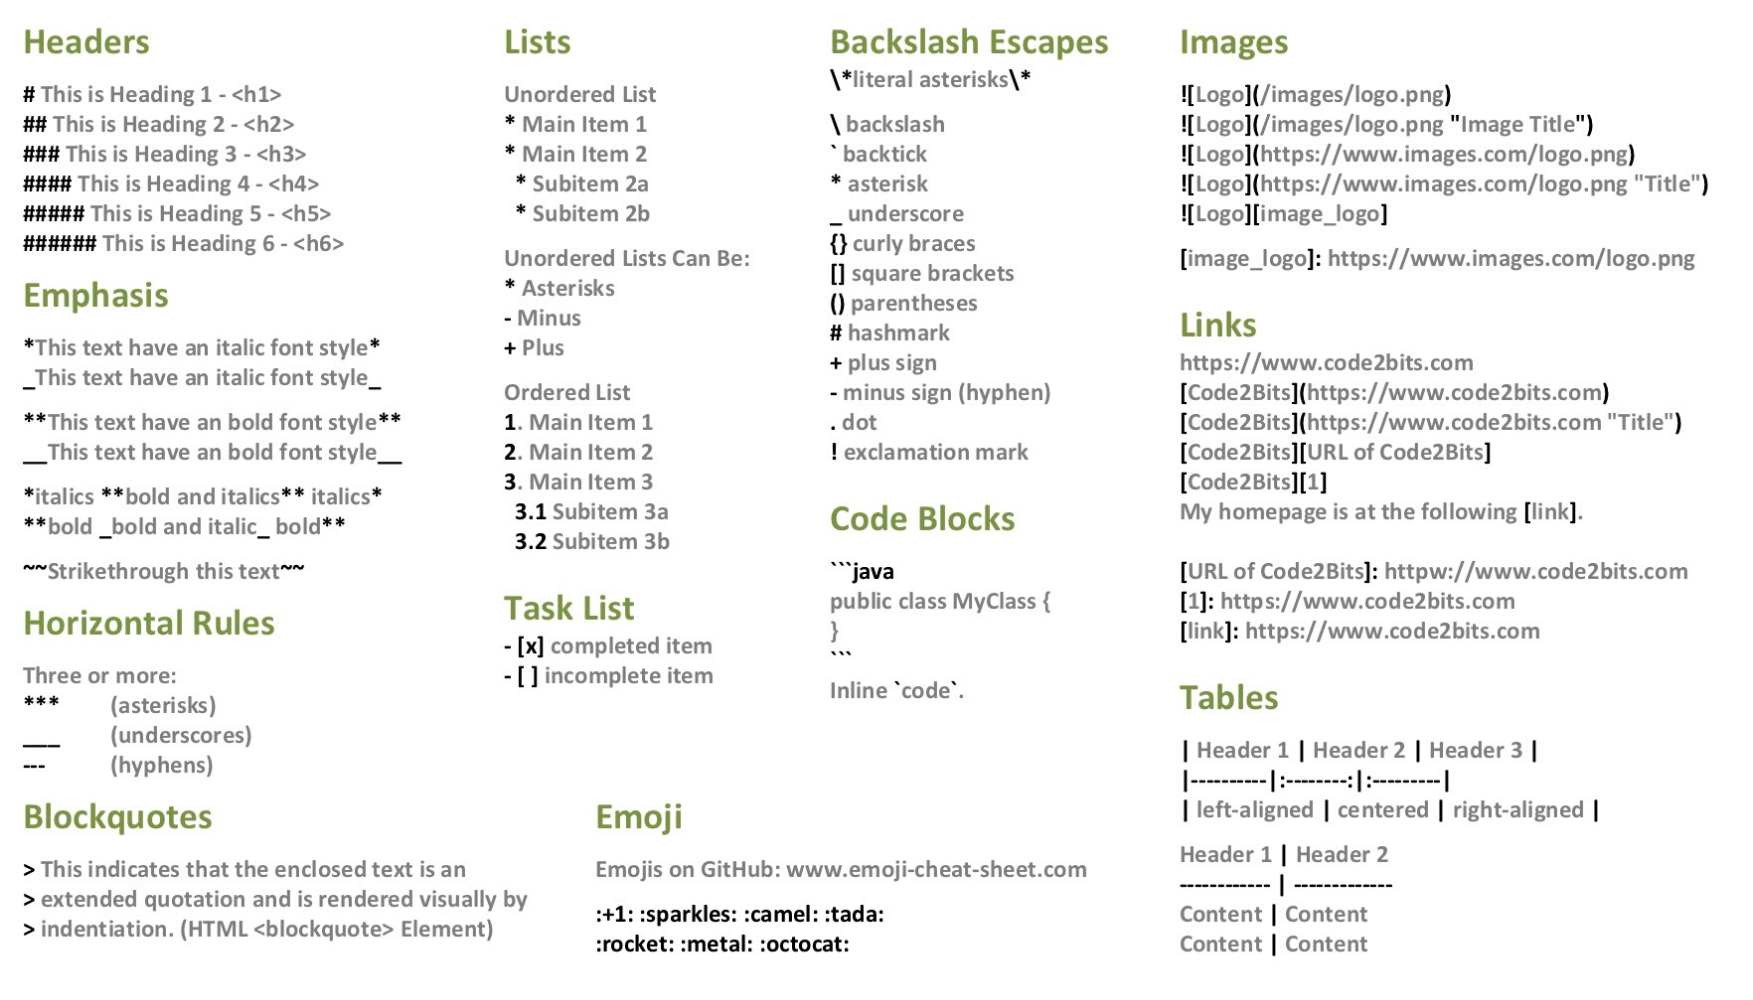 Headers
# This is Heading 1 - <h1>
## This is Heading 2 - <h2>
### This is Heading 3 - <h3>
#### This is Heading 4 - <h4>
##### This is Heading 5 - <h5>
###### This is Heading 6 - <h6>
Emphasis
*This text have an italic font style*
_This text have an italic font style_
**This text have an bold font style**
__This text have an bold font style__
*italics **bold and italics** italics*
**bold _bold and italic_ bold**
~~Strikethrough this text~~
Horizontal Rules
Three or more:
*** (asterisks)
___ (underscores)
--- (hyphens)
Blockquotes
> This indicates that the enclosed text is an
> extended quotation and is rendered visually by
> indentiation. (HTML <blockquote> Element)
Lists
Unordered List
* Main Item 1
* Main Item 2
  * Subitem 2a
  * Subitem 2b
Unordered Lists Can Be:
* Asterisks
- Minus
+ Plus
Ordered List
1. Main Item 1
2. Main Item 2
3. Main Item 3
  3.1 Subitem 3a
  3.2 Subitem 3b
Task List
- [x] completed item
- [ ] incomplete item
Backslash Escapes
\*literal asterisks\*
\ backslash
` backtick
* asterisk
_ underscore
{} curly braces
[] square brackets
() parentheses
# hashmark
+ plus sign
- minus sign (hyphen)
. dot
! exclamation mark
Code Blocks
```java
public class MyClass {
}
```
Inline `code`.
Emoji
Emojis on GitHub: www.emoji-cheat-sheet.com
:+1: :sparkles: :camel: :tada:
:rocket: :metal: :octocat:
Images
![Logo](/images/logo.png)
![Logo](/images/logo.png "Image Title")
![Logo](https://www.images.com/logo.png)
![Logo](https://www.images.com/logo.png "Title")
![Logo][image_logo]
[image_logo]: https://www.images.com/logo.png
Links
https://www.code2bits.com
[Code2Bits](https://www.code2bits.com)
[Code2Bits](https://www.code2bits.com "Title")
[Code2Bits][URL of Code2Bits]
[Code2Bits][1]
My homepage is at the following [link].
[URL of Code2Bits]: httpw://www.code2bits.com
[1]: https://www.code2bits.com
[link]: https://www.code2bits.com
Tables
| Header 1 | Header 2 | Header 3 |
|----------|:--------:|:---------|
| left-aligned | centered | right-aligned |
Header 1 | Header 2
------------ | -------------
Content | Content
Content | Content